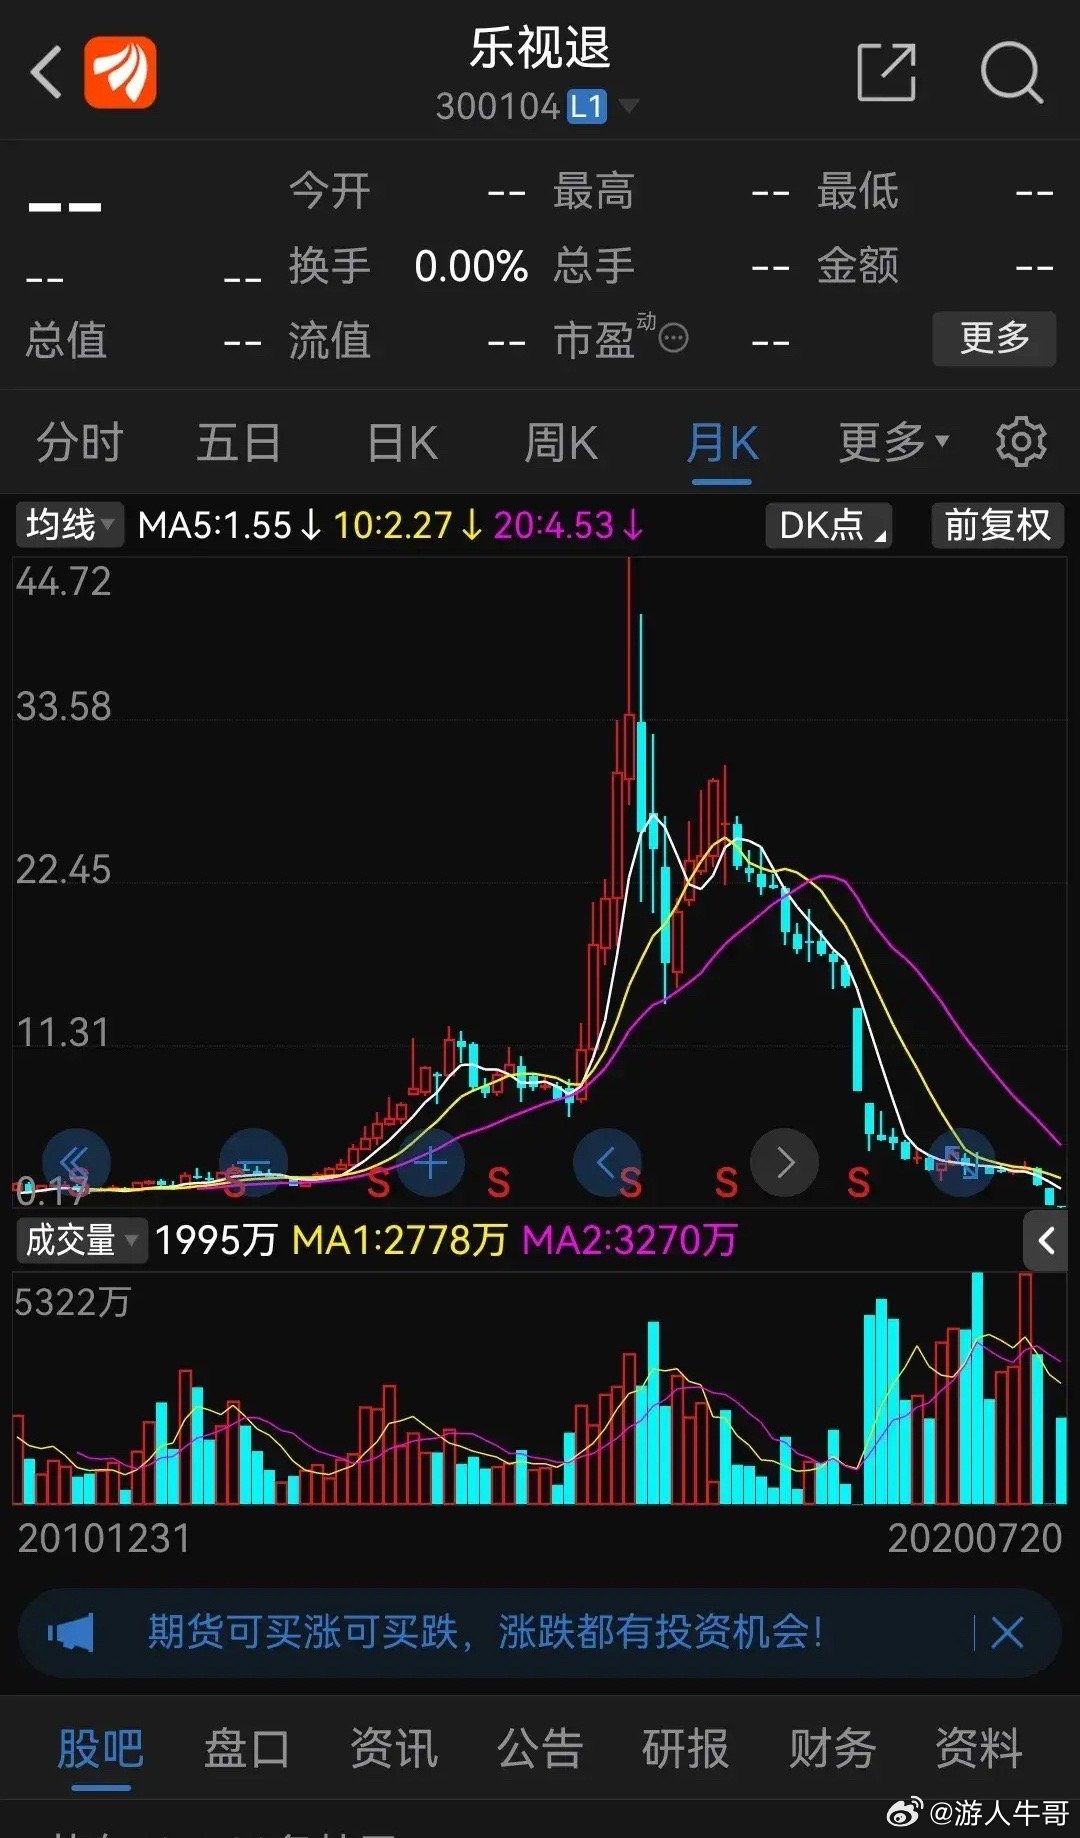 乐视退
300104 L1
-- 今开 -- 最高 -- 最低 --
-- -- 换手 0.00% 总手 -- 金额 --
总值 -- 流值 -- 市盈动 -- 更多
分时 五日 日K 周K 月K 更多
均线 MA5:1.55↓ 10:2.27↓ 20:4.53↓ DK点 前复权
44.72
33.58
22.45
11.31
0.17
S S S S S S S
成交量 1995万 MA1:2778万 MA2:3270万
5322万
20101231 20200720
期货可买涨可买跌，涨跌都有投资机会！
股吧 盘口 资讯 公告 研报 财务 资料
@游人牛哥